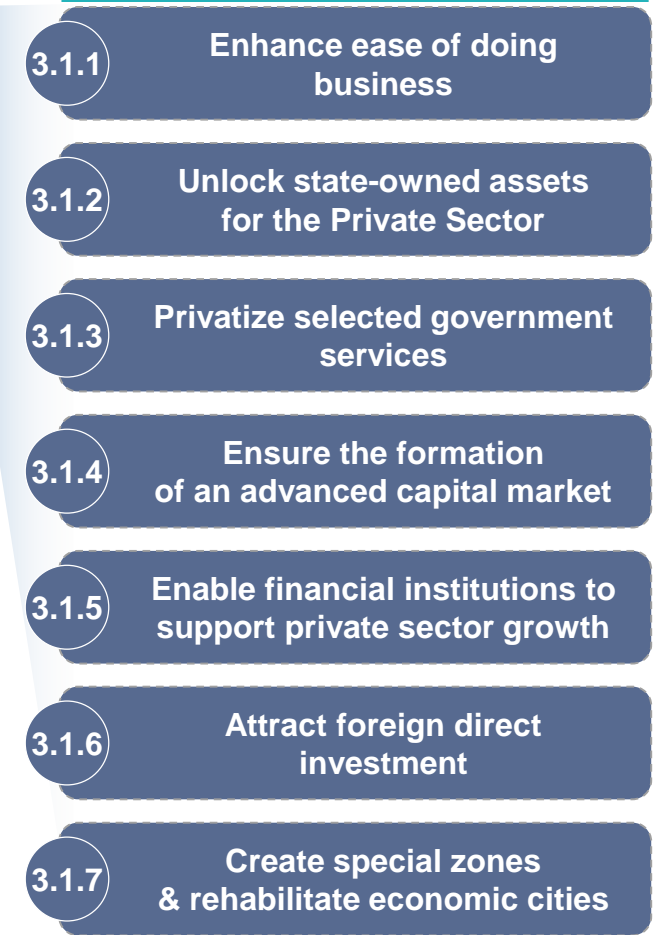 3.1.1
Enhance ease of doing
business
3.1.2
Unlock state-owned assets
for the Private Sector
3.1.3
Privatize selected government
services
3.1.4
Ensure the formation
of an advanced capital market
3.1.5
Enable financial institutions to
support private sector growth
3.1.6
Attract foreign direct
investment
3.1.7
Create special zones
& rehabilitate economic cities